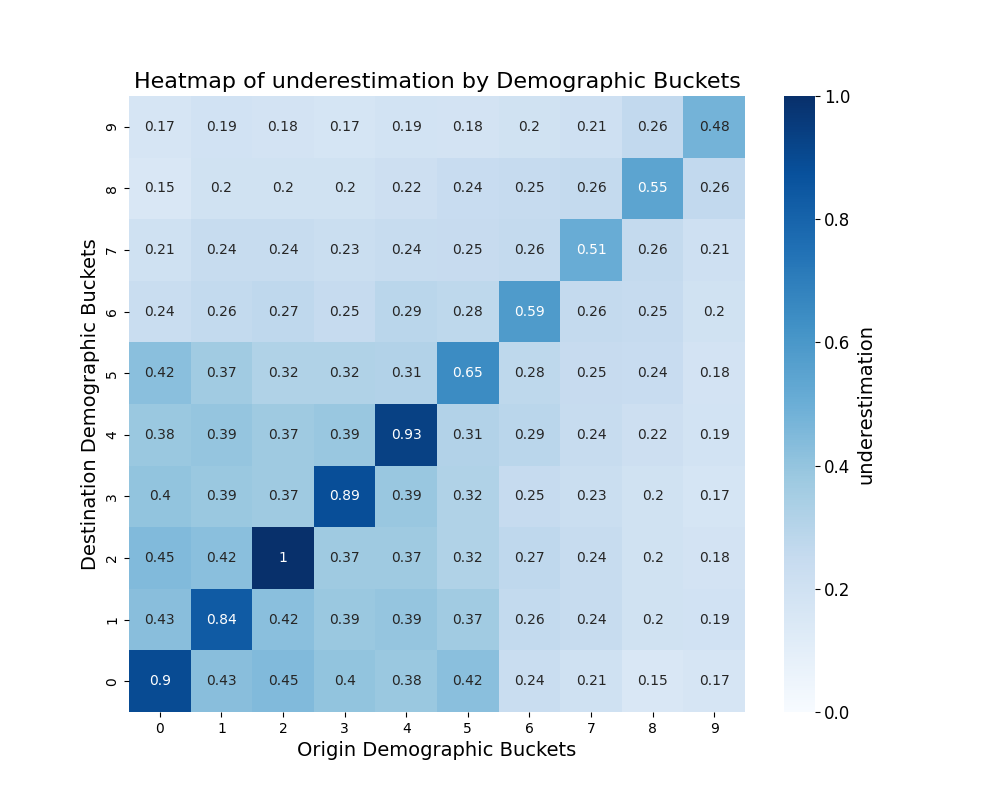 Heatmap of underestimation by Demographic Buckets
9 0.17 0.19 0.18 0.17 0.19 0.18 0.2 0.21 0.26 0.48
8 0.15 0.2 0.2 0.2 0.22 0.24 0.25 0.26 0.55 0.26
7 0.21 0.24 0.24 0.23 0.24 0.25 0.26 0.51 0.26 0.21
6 0.24 0.26 0.27 0.25 0.29 0.28 0.59 0.26 0.25 0.2
5 0.42 0.37 0.32 0.32 0.31 0.65 0.28 0.25 0.24 0.18
4 0.38 0.39 0.37 0.39 0.93 0.31 0.29 0.24 0.22 0.19
3 0.4 0.39 0.37 0.89 0.39 0.32 0.25 0.23 0.2 0.17
2 0.45 0.42 1 0.37 0.37 0.32 0.27 0.24 0.2 0.18
1 0.43 0.84 0.42 0.39 0.39 0.37 0.26 0.24 0.2 0.19
0 0.9 0.43 0.45 0.4 0.38 0.42 0.24 0.21 0.15 0.17
0 1 2 3 4 5 6 7 8 9
Origin Demographic Buckets
Destination Demographic Buckets
1.0
0.8
0.6
0.4
0.2
0.0
underestimation